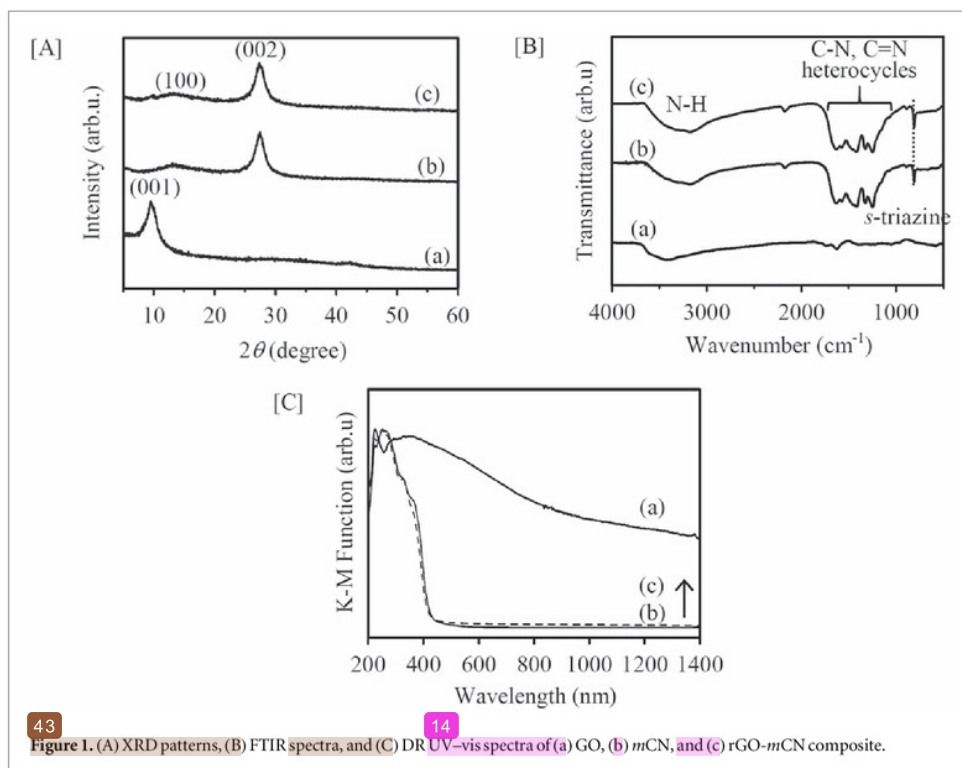 [A]
(002)
(100)
(c)
(b)
(001)
(a)
Intensity (arb.u.)
10 20 30 40 50 60
2θ (degree)
[B]
C-N, C=N
heterocycles
(c)
N-H
(b)
s-triazine
(a)
Transmittance (arb.u)
4000 3000 2000 1000
Wavenumber (cm⁻¹)
[C]
K-M Function (arb.u)
(a)
(c)
(b)
200 400 600 800 1000 1200 1400
Wavelength (nm)
43
14
Figure 1. (A) XRD patterns, (B) FTIR spectra, and (C) DR UV–vis spectra of (a) GO, (b) mCN, and (c) rGO-mCN composite.